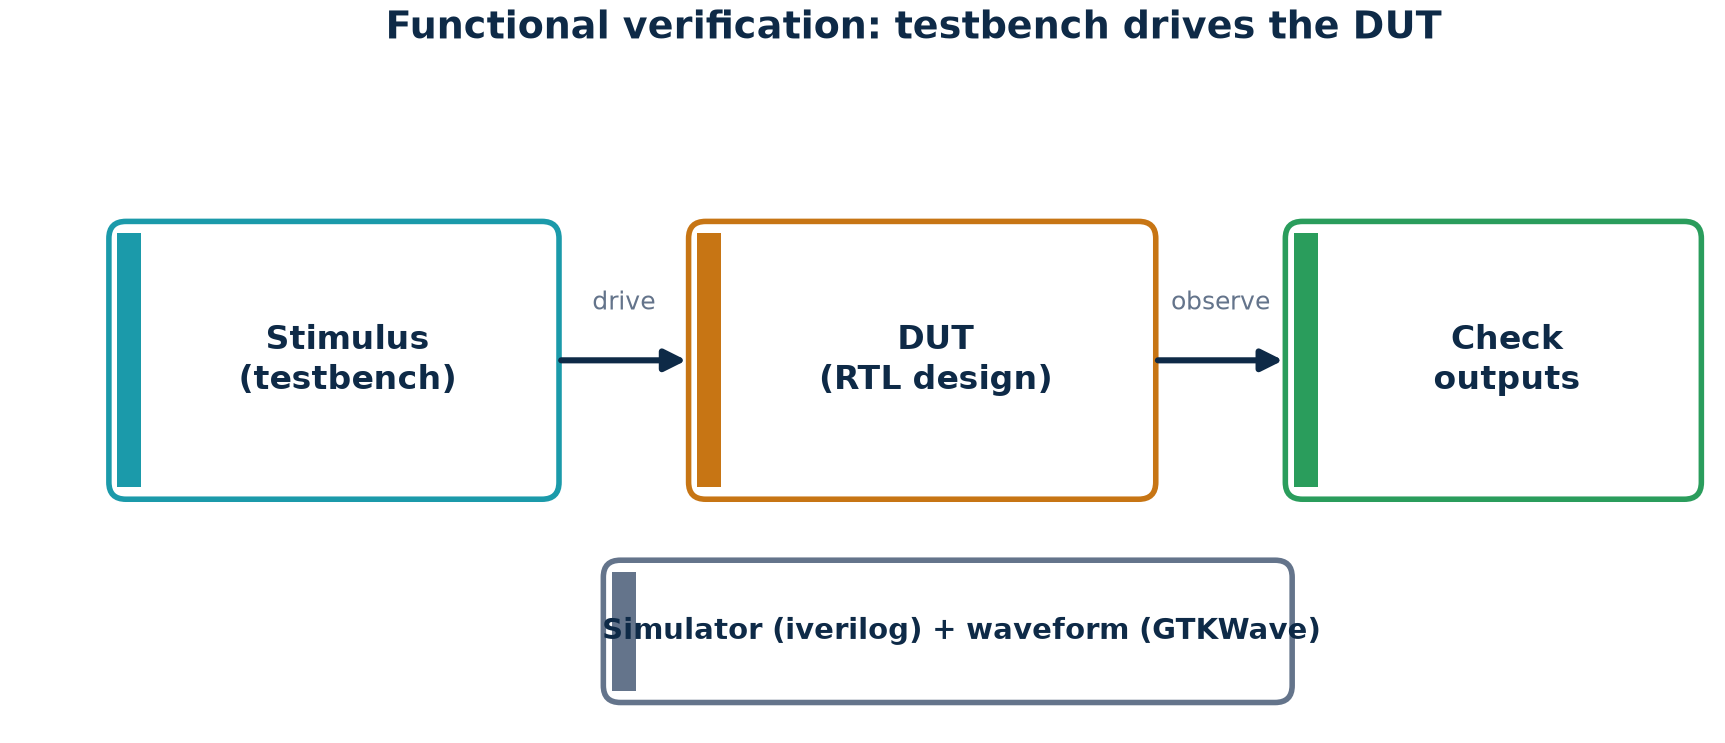 Functional verification: testbench drives the DUT
Stimulus
(testbench)
drive
DUT
(RTL design)
observe
Check
outputs
Simulator (iverilog) + waveform (GTKWave)